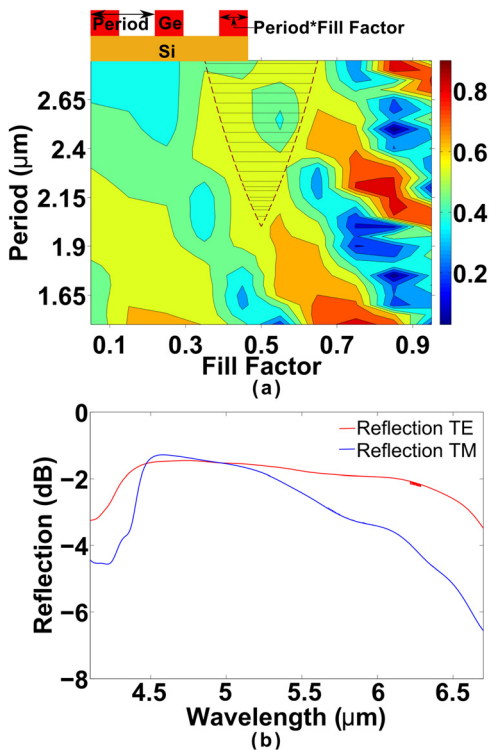 Period Ge
Period*Fill Factor
Si
2.65
2.4
2.15
1.9
1.65
Period (μm)
0.8
0.6
0.4
0.2
0.1 0.3 0.5 0.7 0.9
Fill Factor
(a)
0
−2
−4
−6
−8
Reflection (dB)
Reflection TE
Reflection TM
4.5 5 5.5 6 6.5
Wavelength (μm)
(b)